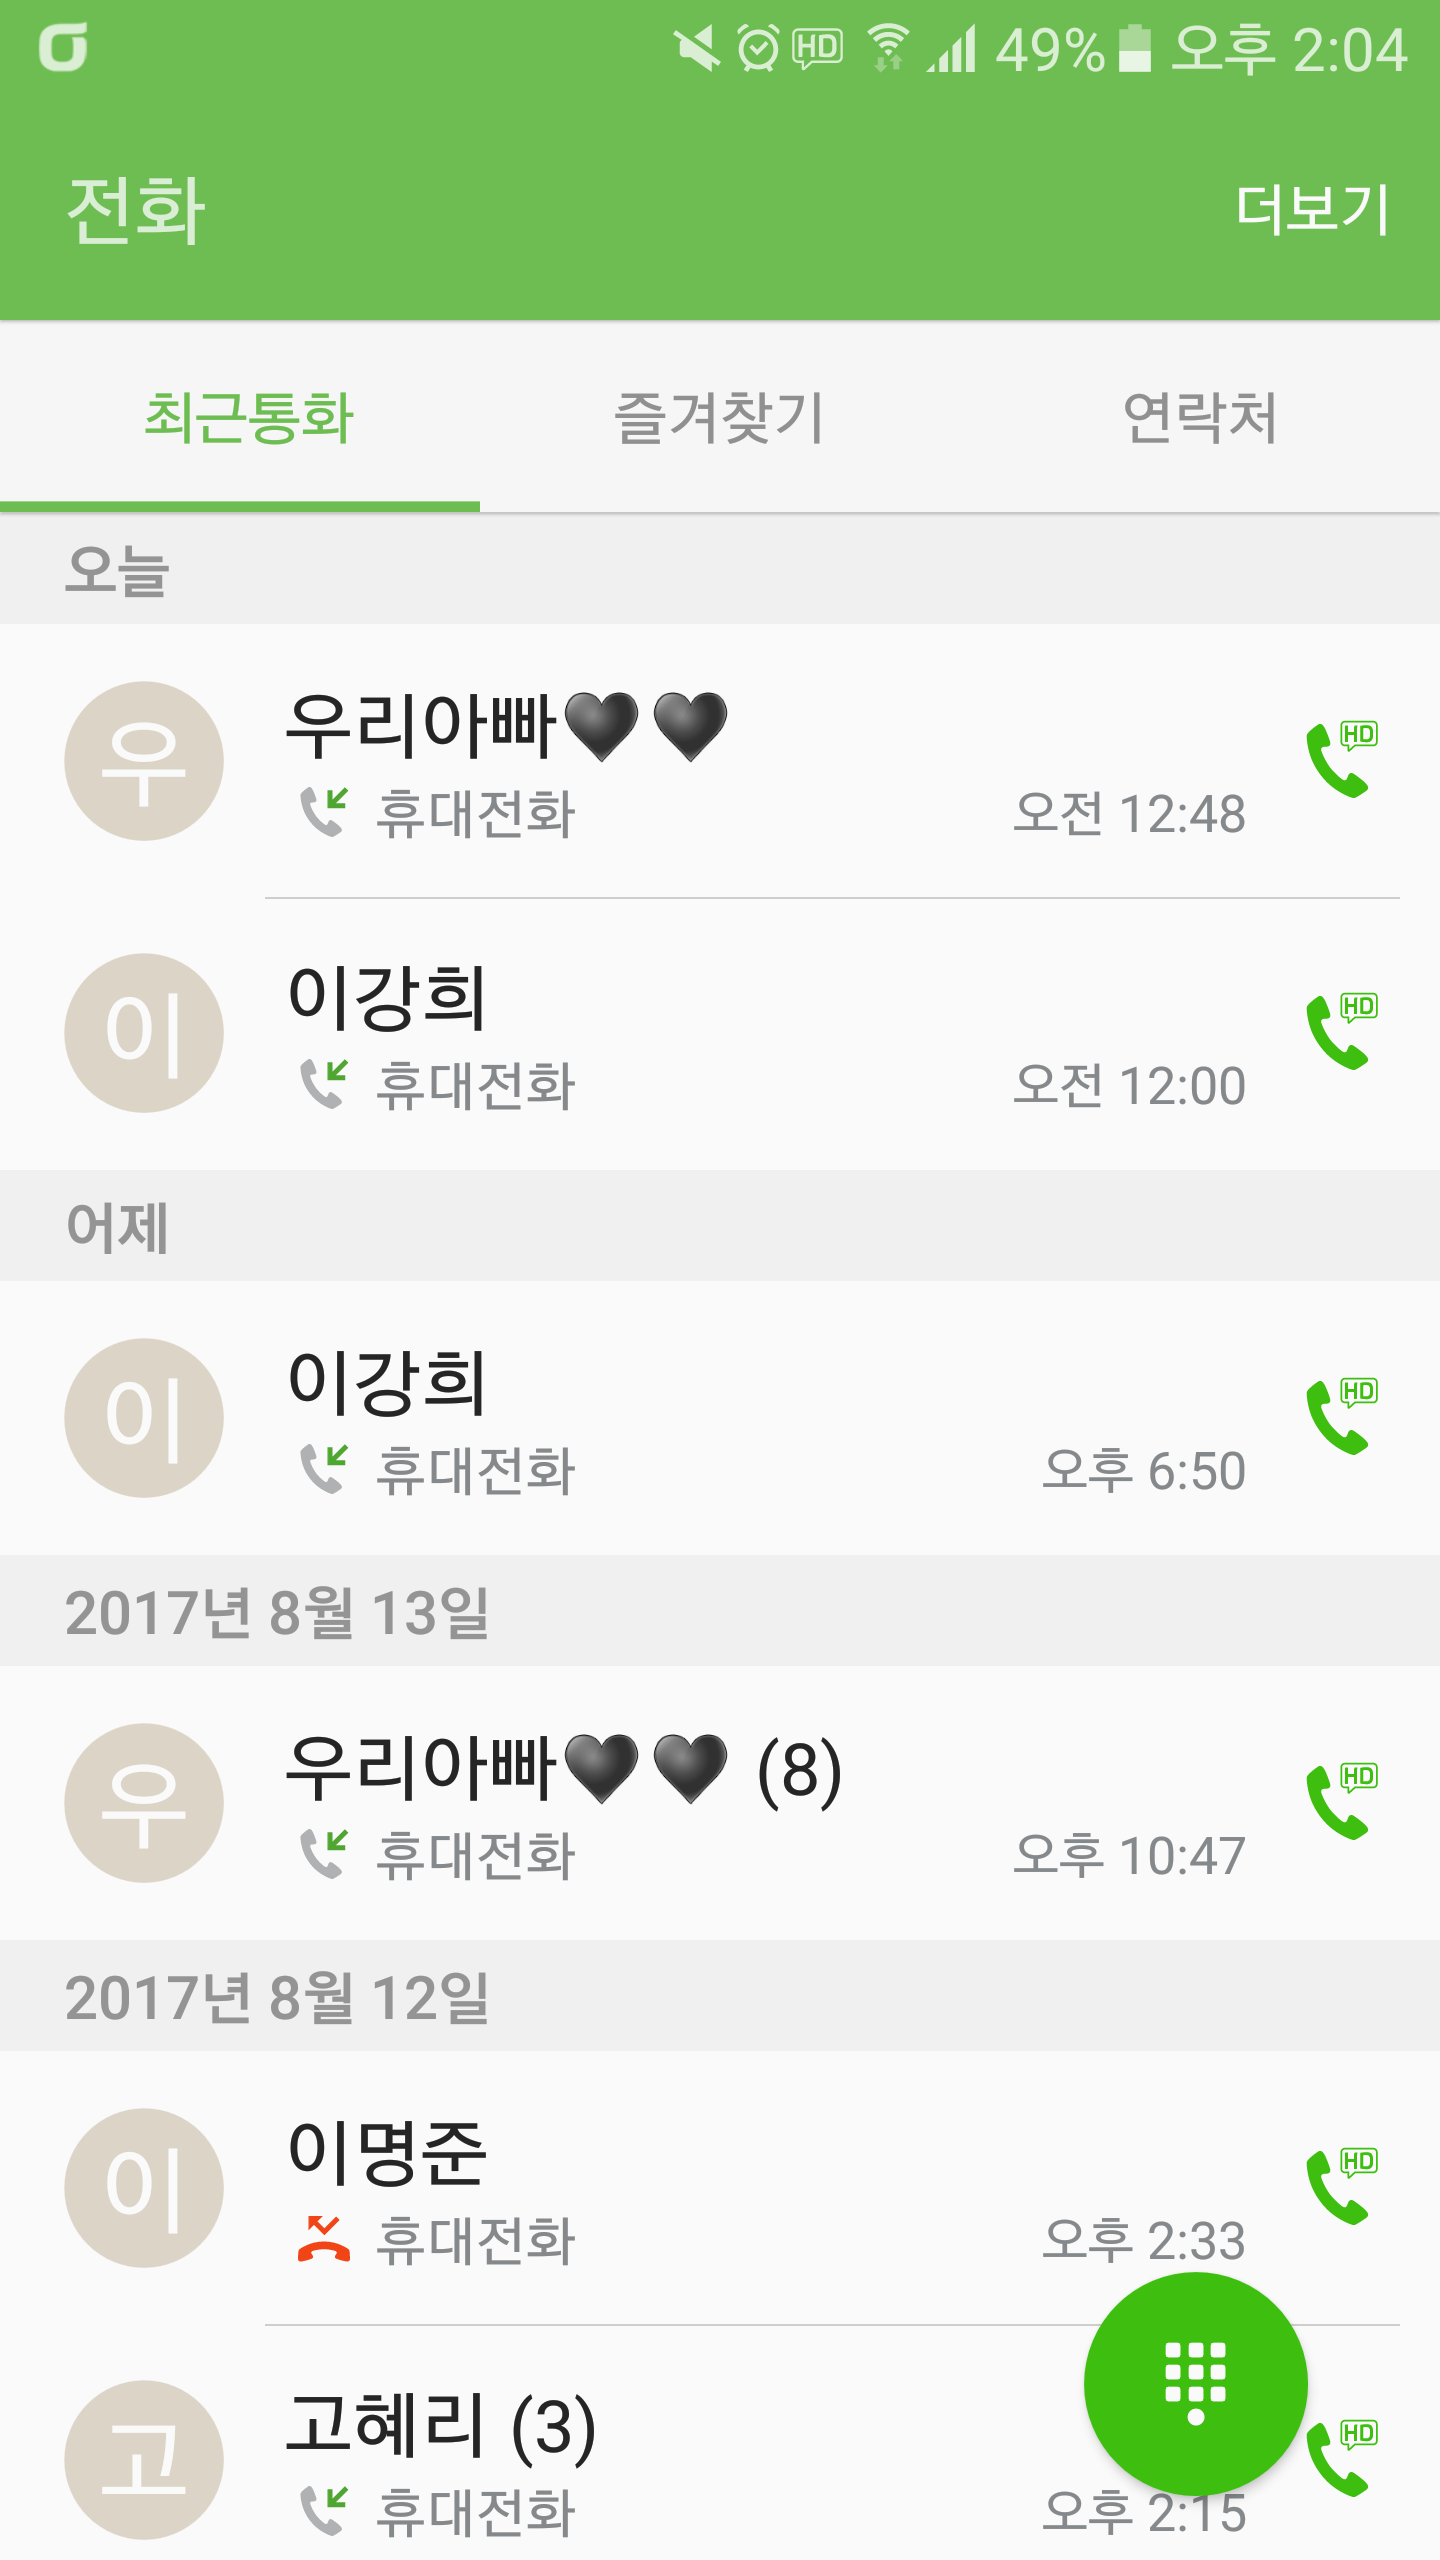 HD 49% 오후 2:04
전화 더보기
최근통화 즐겨찾기 연락처
오늘
우 우리아빠🖤🖤 HD
휴대전화 오전 12:48
이 이강희 HD
휴대전화 오전 12:00
어제
이 이강희 HD
휴대전화 오후 6:50
2017년 8월 13일
우 우리아빠🖤🖤 (8) HD
휴대전화 오후 10:47
2017년 8월 12일
이 이명준 HD
휴대전화 오후 2:33
고 고혜리 (3) HD
휴대전화 오후 2:15